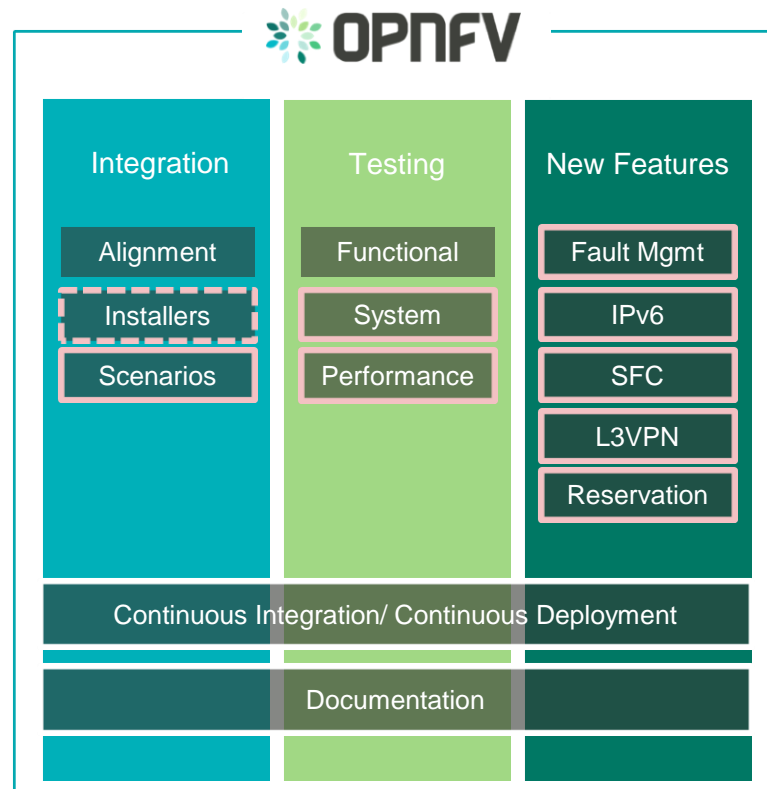 OPNFV
Integration
Alignment
Installers
Scenarios
Testing
Functional
System
Performance
New Features
Fault Mgmt
IPv6
SFC
L3VPN
Reservation
Continuous Integration/ Continuous Deployment
Documentation